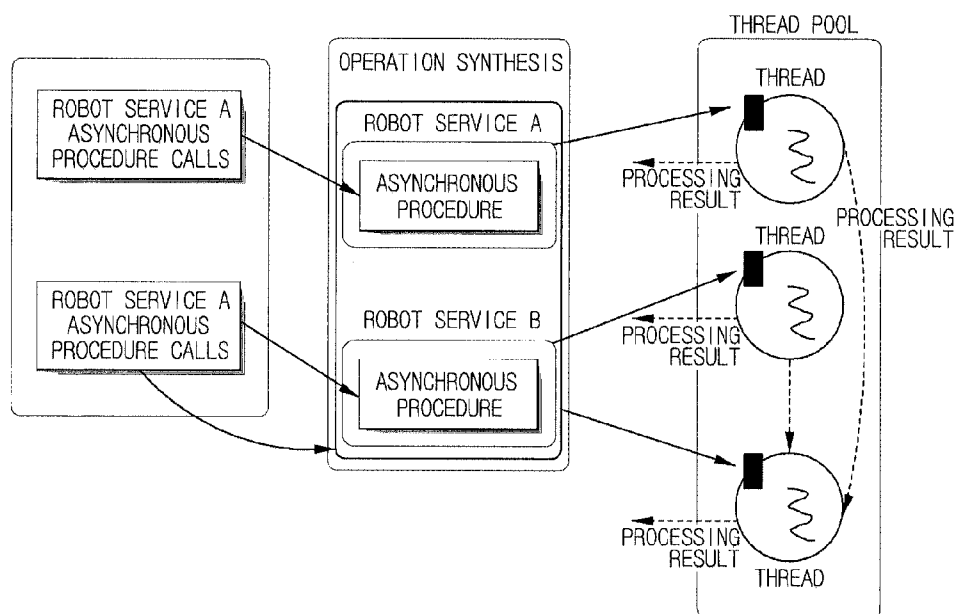 ROBOT SERVICE A
ASYNCHRONOUS
PROCEDURE CALLS
ROBOT SERVICE A
ASYNCHRONOUS
PROCEDURE CALLS
OPERATION SYNTHESIS
ROBOT SERVICE A
ASYNCHRONOUS
PROCEDURE
ROBOT SERVICE B
ASYNCHRONOUS
PROCEDURE
THREAD POOL
THREAD
PROCESSING
RESULT
PROCESSING
RESULT
THREAD
PROCESSING
RESULT
PROCESSING
RESULT
THREAD